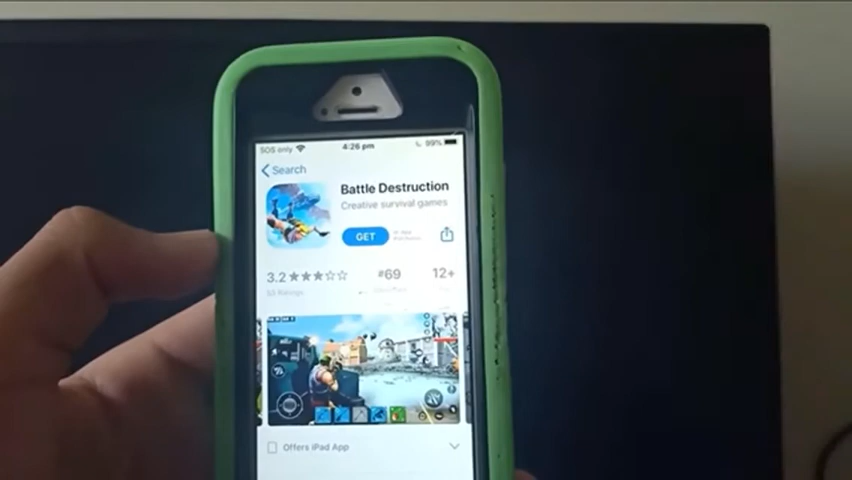 SOS only
4:26 pm
99%
Search
Battle Destruction
Creative survival games
GET
3.2 ★★★☆☆
#69
12+
Offers iPad App